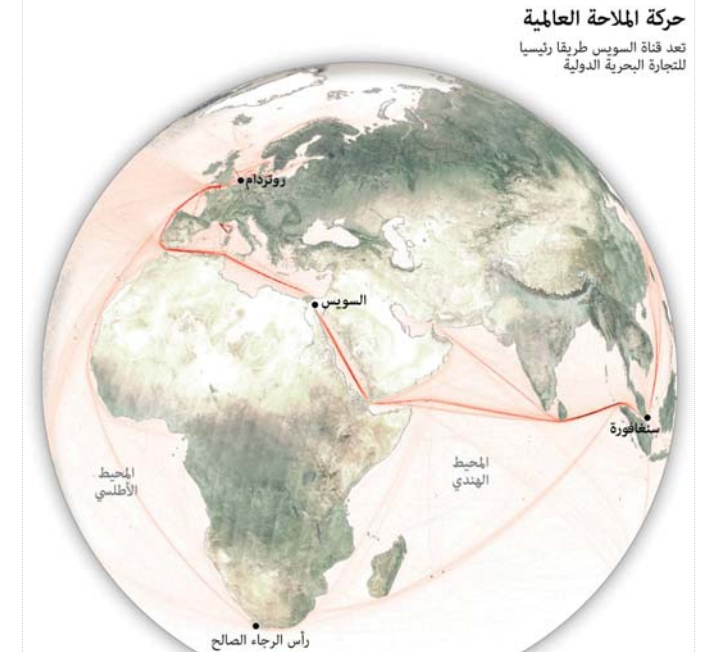 حركة الملاحة العالمية
تعد قناة السويس طريقا رئيسيا
للتجارة البحرية الدولية
روتردام
السويس
سنغافورة
المحيط
الهندي
المحيط
الأطلسي
رأس الرجاء الصالح